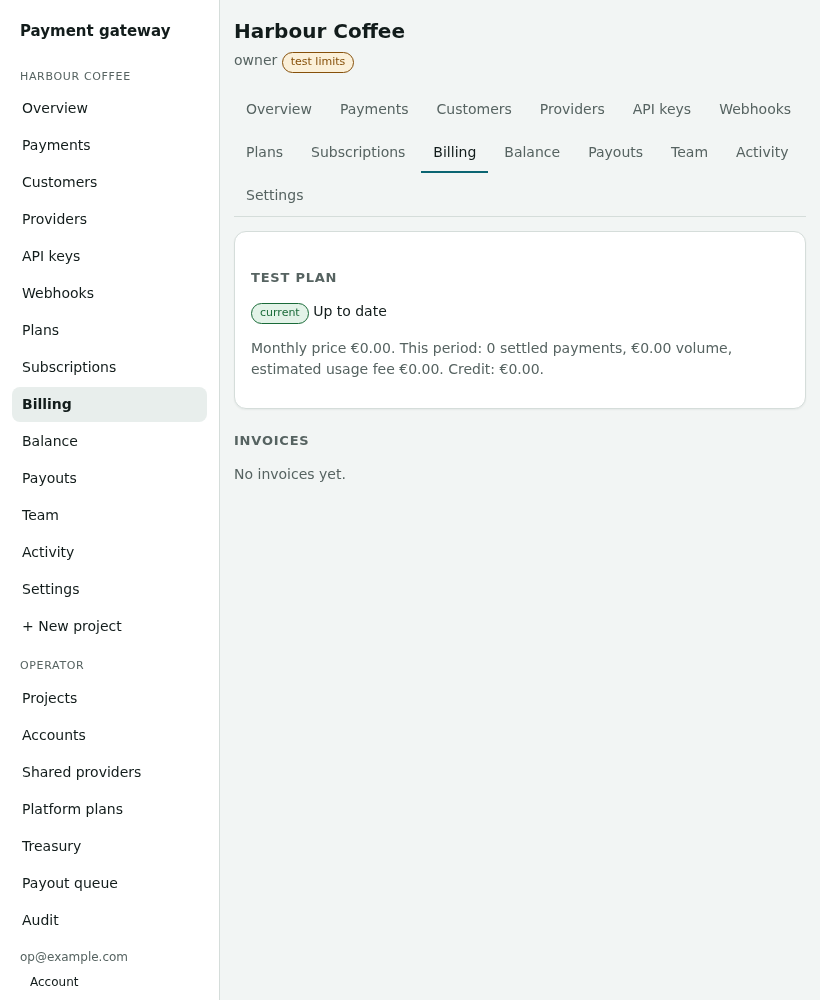 Payment gateway
HARBOUR COFFEE
Overview
Payments
Customers
Providers
API keys
Webhooks
Plans
Subscriptions
Billing
Balance
Payouts
Team
Activity
Settings
+ New project
OPERATOR
Projects
Accounts
Shared providers
Platform plans
Treasury
Payout queue
Audit
op@example.com
Account
Harbour Coffee
owner test limits
Overview Payments Customers Providers API keys Webhooks
Plans Subscriptions Billing Balance Payouts Team Activity
Settings
TEST PLAN
current Up to date
Monthly price €0.00. This period: 0 settled payments, €0.00 volume,
estimated usage fee €0.00. Credit: €0.00.
INVOICES
No invoices yet.